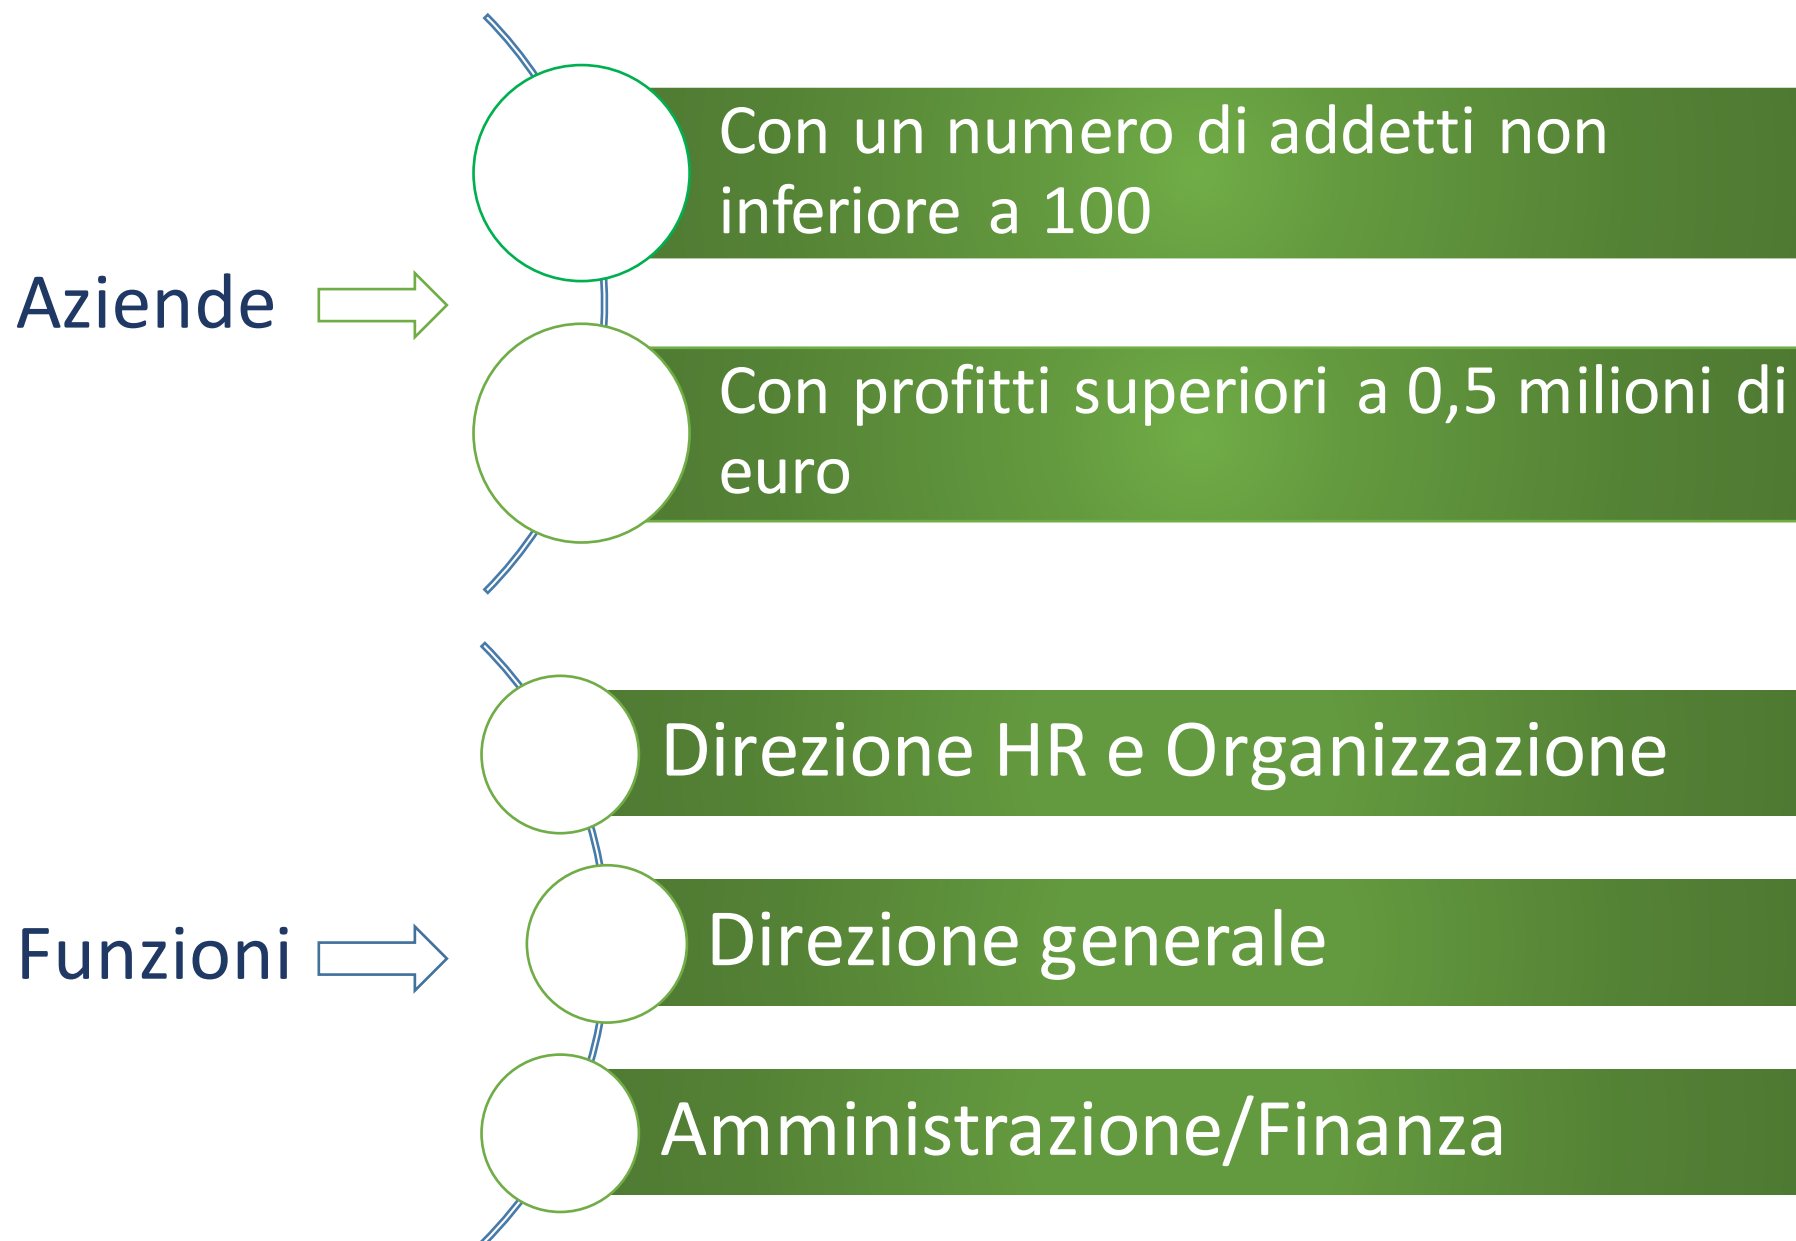 Con un numero di addetti non
inferiore a 100
Aziende
Con profitti superiori a 0,5 milioni di
euro
Direzione HR e Organizzazione
Funzioni
Direzione generale
Amministrazione/Finanza